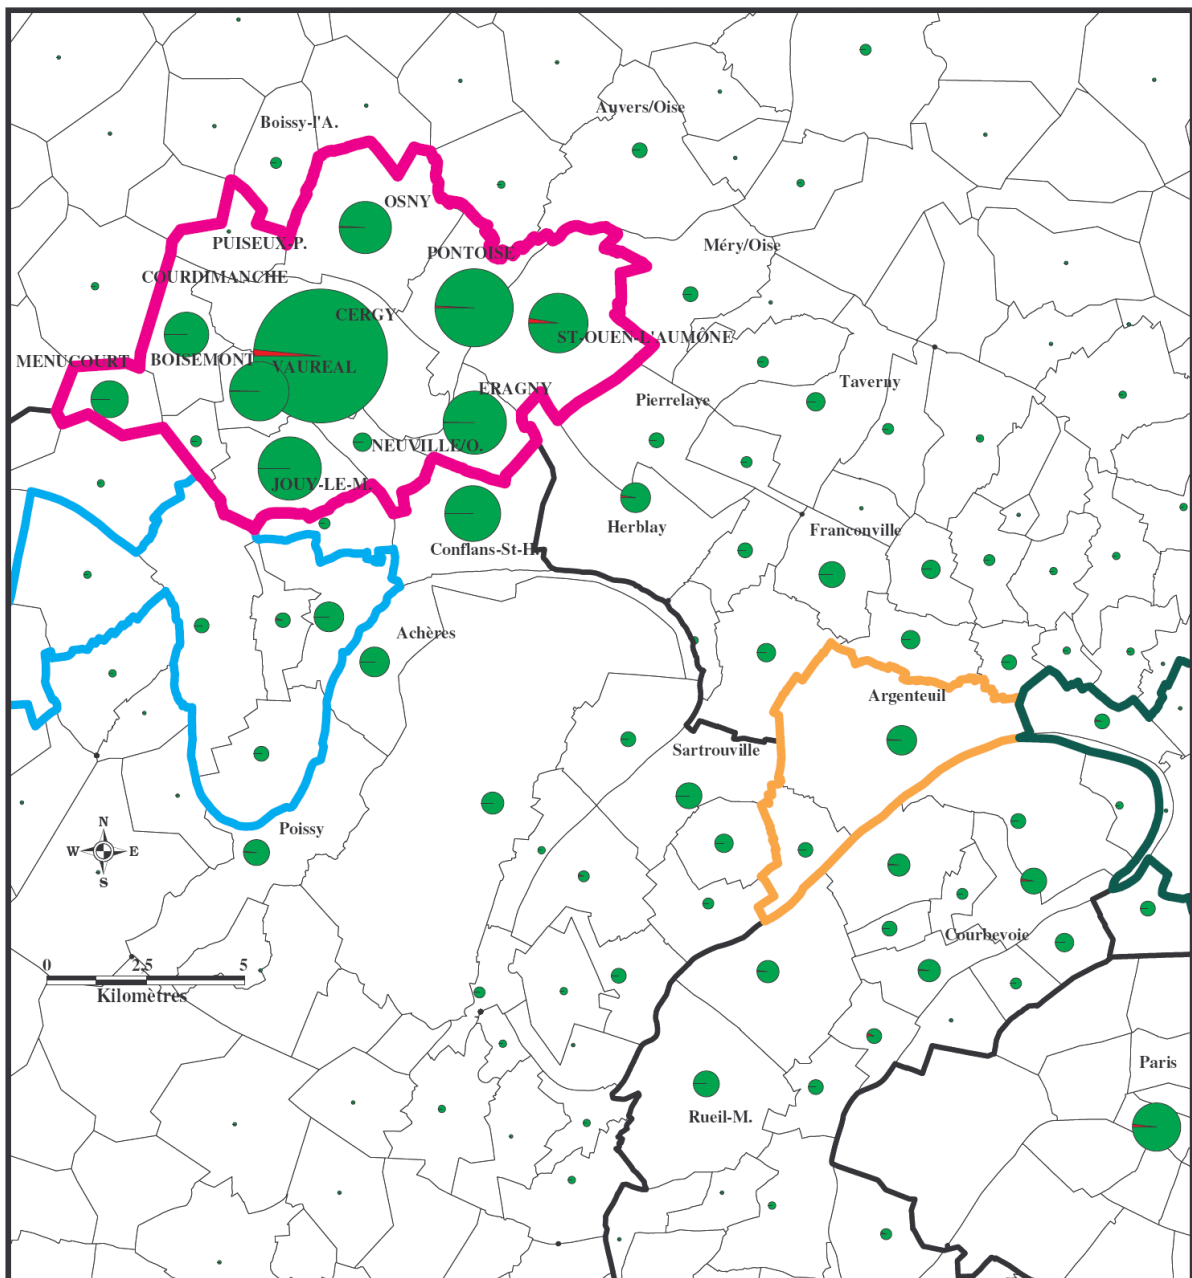 Auvers/Oise
Boissy-l'A.
OSNY
PUISEUX-P.
Méry/Oise
PONTOISE
COURDIMANCHE
CERGY
ST-OUEN-L'AUMÔNE
MENUCOURT
BOISEMONT
VAUREAL
Taverny
ERAGNY
Pierrelaye
NEUVILLE/O.
JOUY-LE-M.
Herblay
Franconville
Conflans-St-H.
Achères
Argenteuil
Sartrouville
N
W E
S
Poissy
Courbevoie
0 2,5 5
Kilomètres
Paris
Rueil-M.